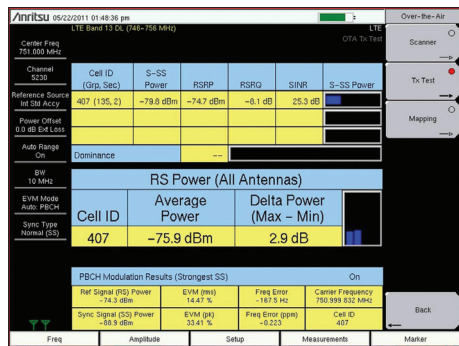 Anritsu 05/22/2011 01:48:36 pm
Over-the-Air
LTE Band 13 DL (746-756 MHz)
LTE
OTA Tx Test
Center Freq
751.000 MHz
Channel
5230
Reference Source
Int Std Accy
Power Offset
0.0 dB Ext Loss
Auto Range
On
BW
10 MHz
EVM Mode
Auto: PBCH
Sync Type
Normal (SS)
Cell ID
(Grp, Sec)
S-SS
Power
RSRP
RSRQ
SINR
S-SS Power
407 (135, 2)
-79.8 dBm
-74.7 dBm
-8.1 dB
25.3 dB
Dominance
--
RS Power (All Antennas)
Cell ID
Average
Power
Delta Power
(Max - Min)
407
-75.9 dBm
2.9 dB
PBCH Modulation Results (Strongest SS)
On
Ref Signal (RS) Power
-74.3 dBm
EVM (rms)
14.47 %
Freq Error
-167.5 Hz
Carrier Frequency
750.999 832 MHz
Sync Signal (SS) Power
-88.9 dBm
EVM (pk)
33.41 %
Freq Error (ppm)
-0.223
Cell ID
407
Scanner
Tx Test
Mapping
Back
Freq
Amplitude
Setup
Measurements
Marker